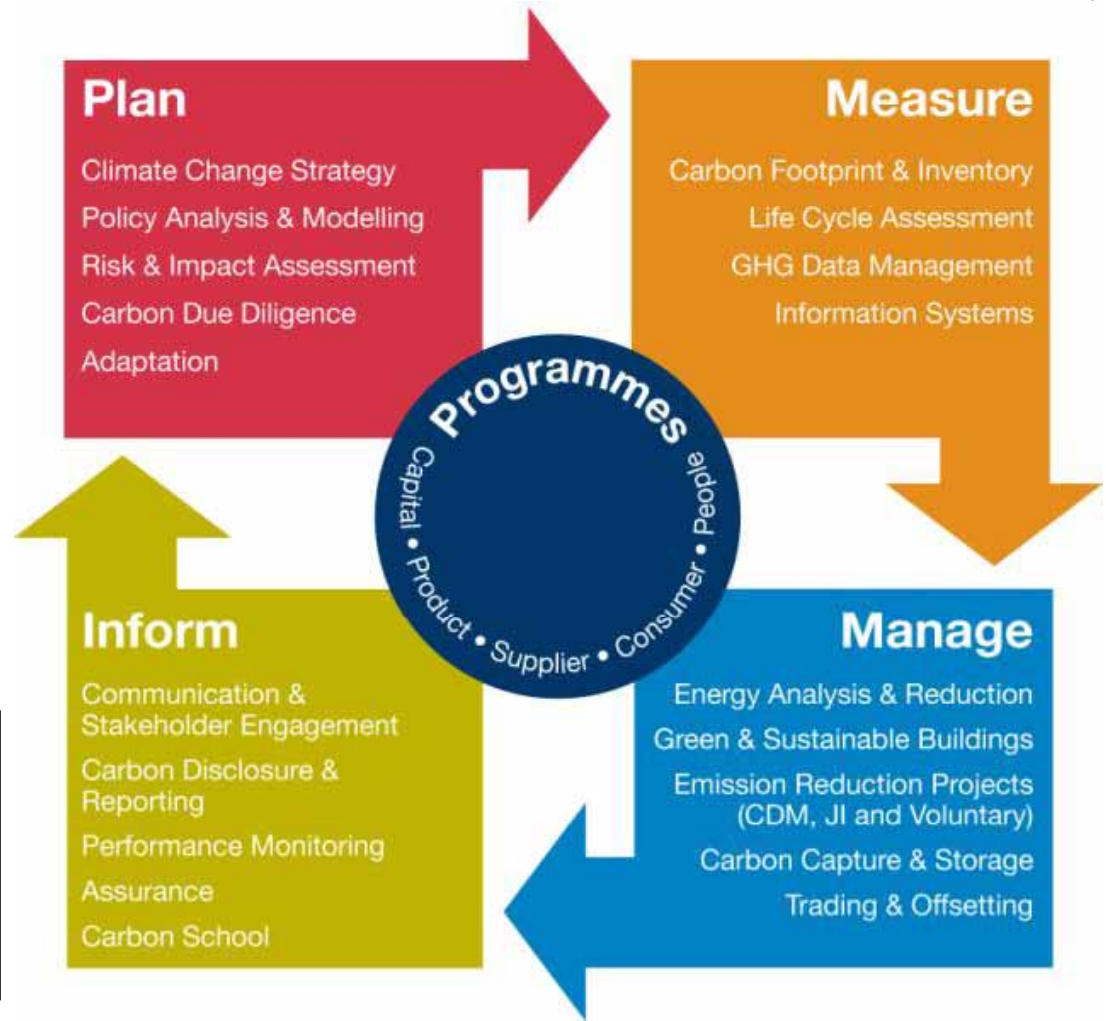 Plan
Climate Change Strategy
Policy Analysis & Modelling
Risk & Impact Assessment
Carbon Due Diligence
Adaptation
Measure
Carbon Footprint & Inventory
Life Cycle Assessment
GHG Data Management
Information Systems
Programmes
Capital • Product • Supplier • Consumer • People
Inform
Communication &
Stakeholder Engagement
Carbon Disclosure &
Reporting
Performance Monitoring
Assurance
Carbon School
Manage
Energy Analysis & Reduction
Green & Sustainable Buildings
Emission Reduction Projects
(CDM, JI and Voluntary)
Carbon Capture & Storage
Trading & Offsetting